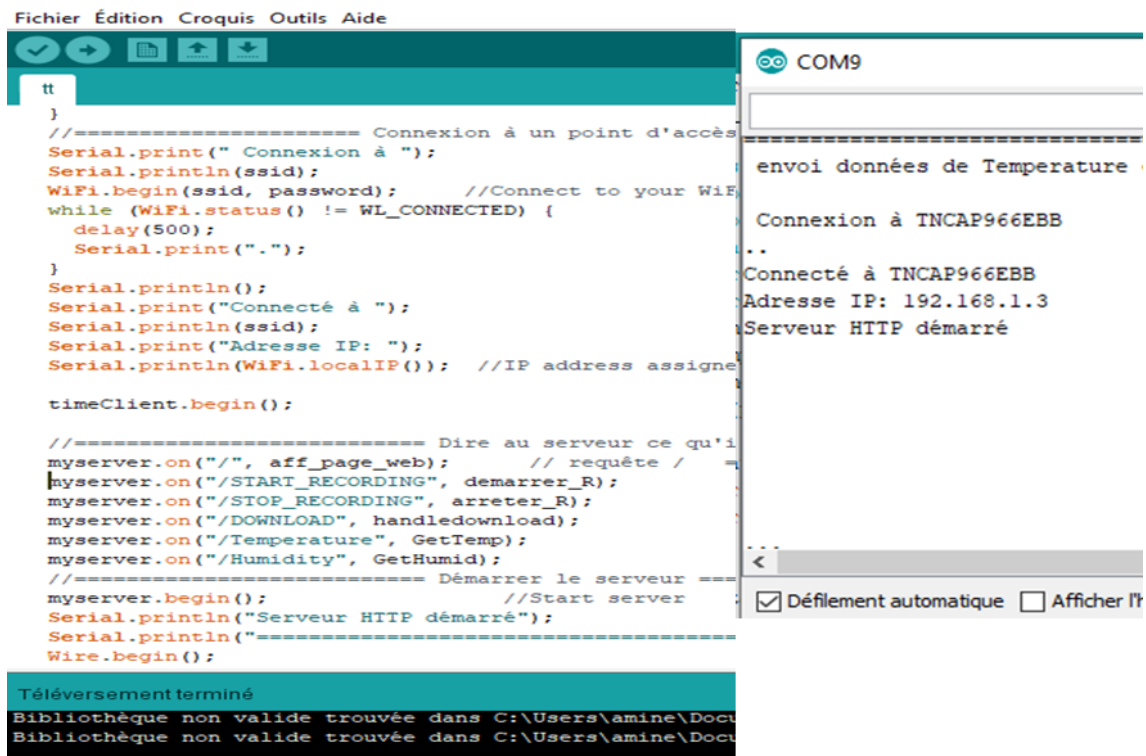 Fichier Édition Croquis Outils Aide
tt
}
//====================== Connexion à un point d'accès
Serial.print(" Connexion à ");
Serial.println(ssid);
WiFi.begin(ssid, password); //Connect to your WiF
while (WiFi.status() != WL_CONNECTED) {
delay(500);
Serial.print(".");
}
Serial.println();
Serial.print("Connecté à ");
Serial.println(ssid);
Serial.print("Adresse IP: ");
Serial.println(WiFi.localIP()); //IP address assigne
timeClient.begin();
//=========================== Dire au serveur ce qu'i
myserver.on("/", aff_page_web); // requête / =
myserver.on("/START_RECORDING", demarrer_R);
myserver.on("/STOP_RECORDING", arreter_R);
myserver.on("/DOWNLOAD", handledownload);
myserver.on("/Temperature", GetTemp);
myserver.on("/Humidity", GetHumid);
//=========================== Démarrer le serveur ===
myserver.begin(); //Start server
Serial.println("Serveur HTTP démarré");
Serial.println("=====================================
Wire.begin();
Téléversement terminé
Bibliothèque non valide trouvée dans C:\Users\amine\Docu
Bibliothèque non valide trouvée dans C:\Users\amine\Docu
COM9
==============================
envoi données de Temperature
Connexion à TNCAP966EBB
..
Connecté à TNCAP966EBB
Adresse IP: 192.168.1.3
Serveur HTTP démarré
...
Défilement automatique Afficher l'h